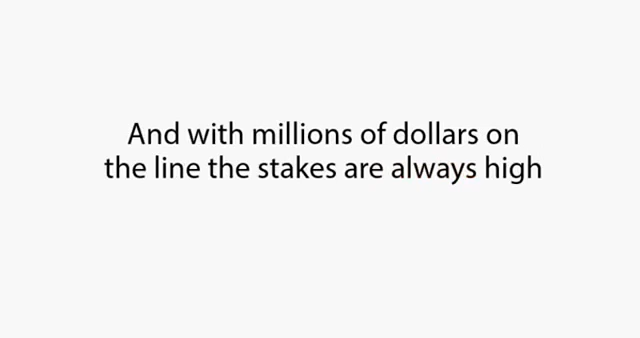 And with millions of dollars on
the line the stakes are always high